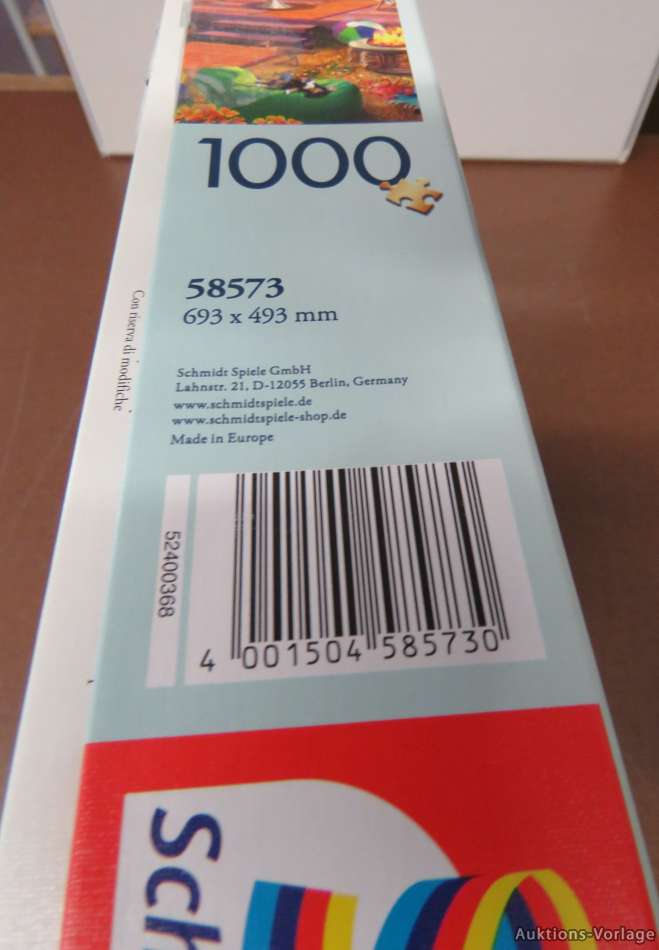 1000
58573
693 x 493 mm
Con riserva di modifiche
Schmidt Spiele GmbH
Lahnstr. 21, D-12055 Berlin, Germany
www.schmidtspiele.de
www.schmidtspiele-shop.de
Made in Europe
52400368
4 001504 585730
Sch
Auktions-Vorlage